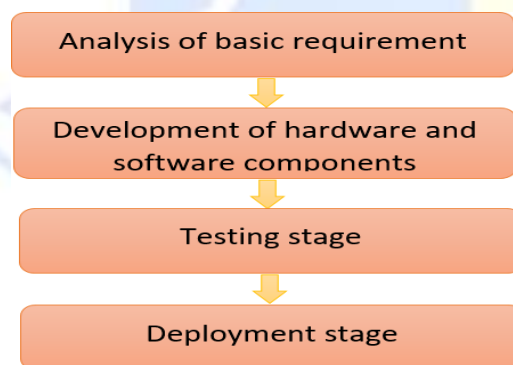 Analysis of basic requirement
Development of hardware and
software components
Testing stage
Deployment stage